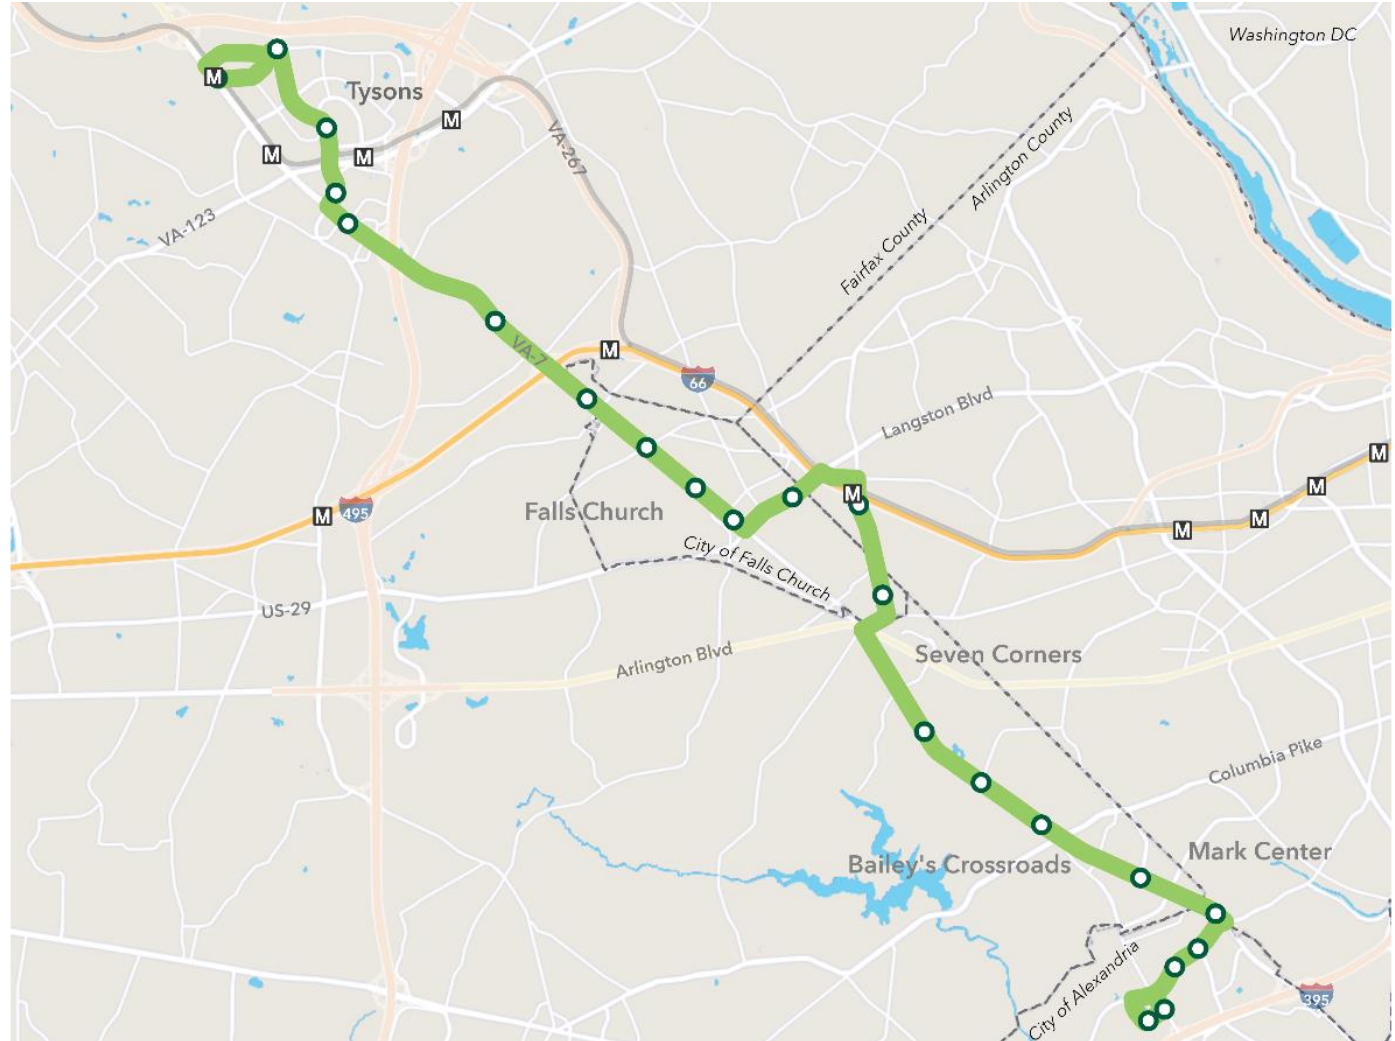 Washington DC
M
Tysons
M
VA-267
Arlington County
M
M
VA-123
Fairfax County
VA-7
M
66
Langston Blvd
M
M
M
Falls Church
M
495
M
M
City of Falls Church
US-29
Arlington Blvd
Seven Corners
Columbia Pike
Bailey's Crossroads
Mark Center
City of Alexandria
395